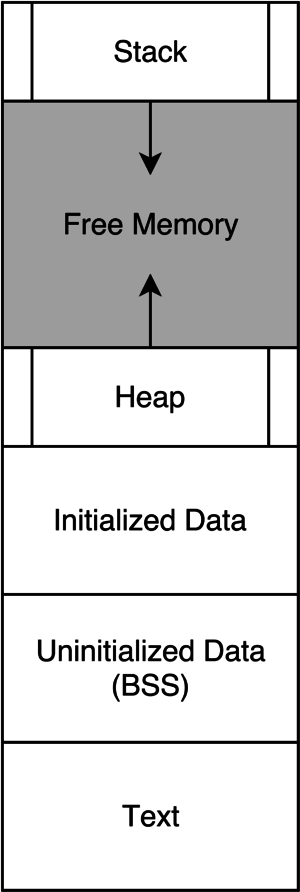 Stack
Free Memory
Heap
Initialized Data
Uninitialized Data
(BSS)
Text